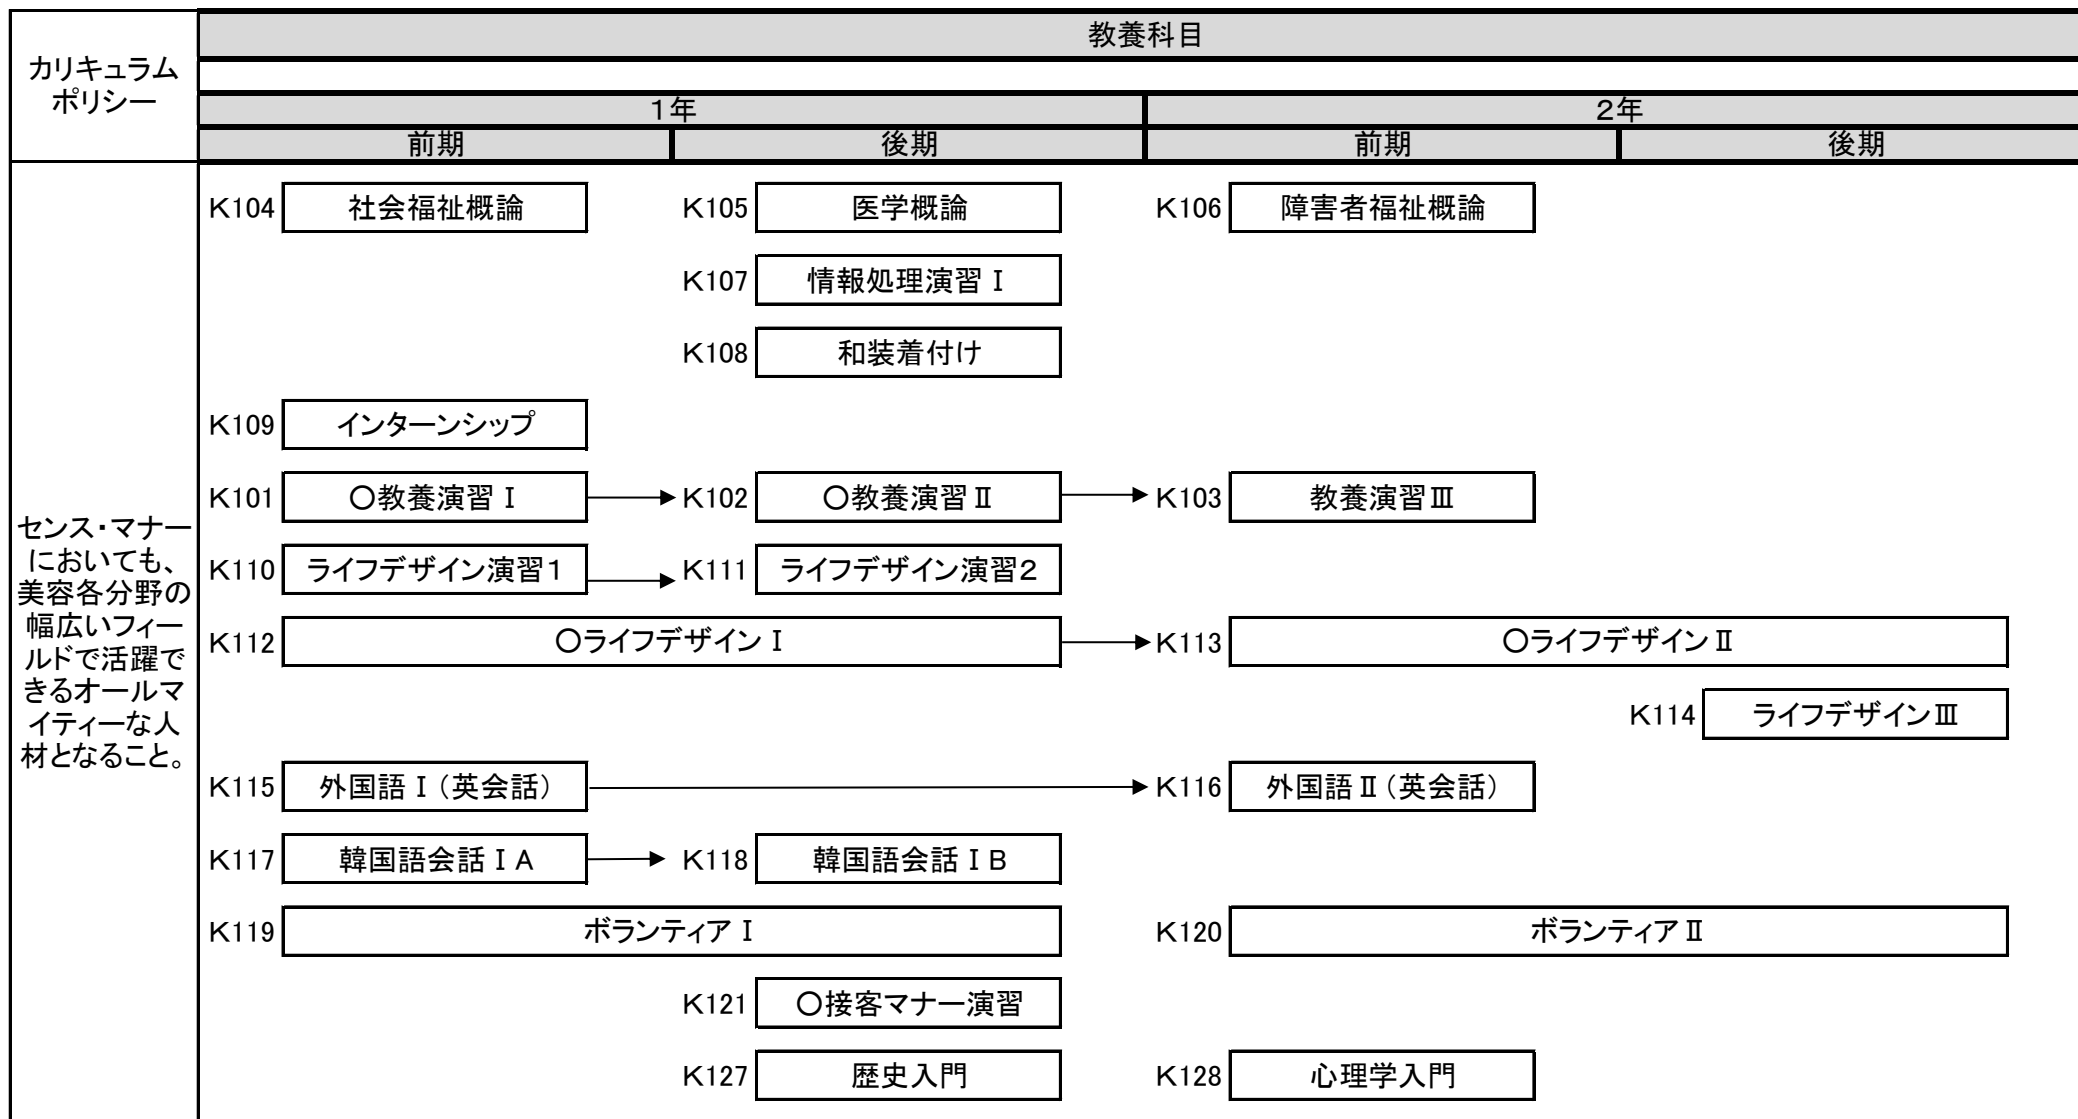 カリキュラム
ポリシー
教養科目
1年
2年
前期
後期
前期
後期
センス・マナー
においても、
美容各分野の
幅広いフィー
ルドで活躍で
きるオールマ
イティーな人
材となること。
K104 社会福祉概論 K105 医学概論 K106 障害者福祉概論
K107 情報処理演習Ⅰ
K108 和装着付け
K109 インターンシップ
K101 〇教養演習Ⅰ K102 〇教養演習Ⅱ K103 教養演習Ⅲ
K110 ライフデザイン演習1 K111 ライフデザイン演習2
K112 〇ライフデザインⅠ K113 〇ライフデザインⅡ
K114 ライフデザインⅢ
K115 外国語Ⅰ(英会話) K116 外国語Ⅱ(英会話)
K117 韓国語会話ⅠA K118 韓国語会話ⅠB
K119 ボランティアⅠ K120 ボランティアⅡ
K121 〇接客マナー演習
K127 歴史入門 K128 心理学入門